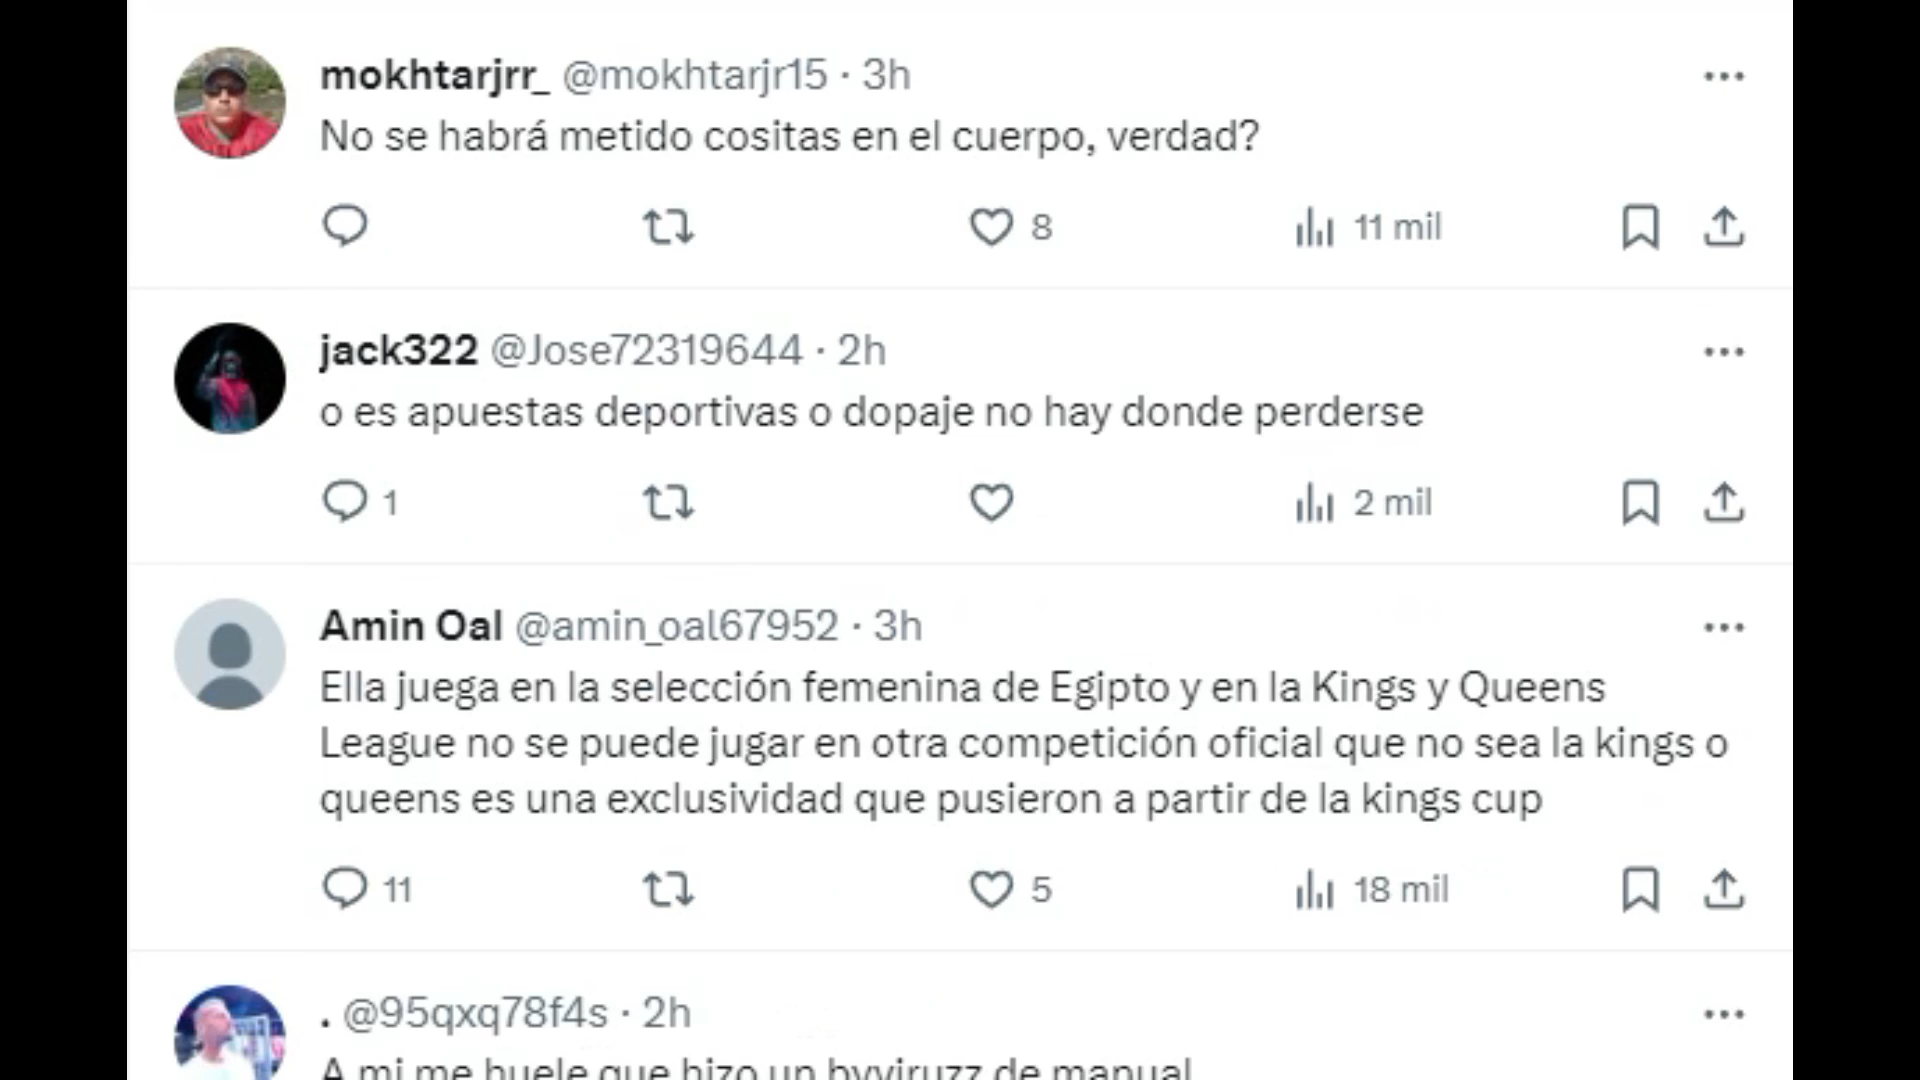 mokhtarjrr_ @mokhtarjr15 · 3h
No se habrá metido cositas en el cuerpo, verdad?
8 11 mil
jack322 @Jose72319644 · 2h
o es apuestas deportivas o dopaje no hay donde perderse
1 2 mil
Amin Oal @amin_oal67952 · 3h
Ella juega en la selección femenina de Egipto y en la Kings y Queens
League no se puede jugar en otra competición oficial que no sea la kings o
queens es una exclusividad que pusieron a partir de la kings cup
11 5 18 mil
. @95qxq78f4s · 2h
A mi me huele que hizo un byviruzz de manual